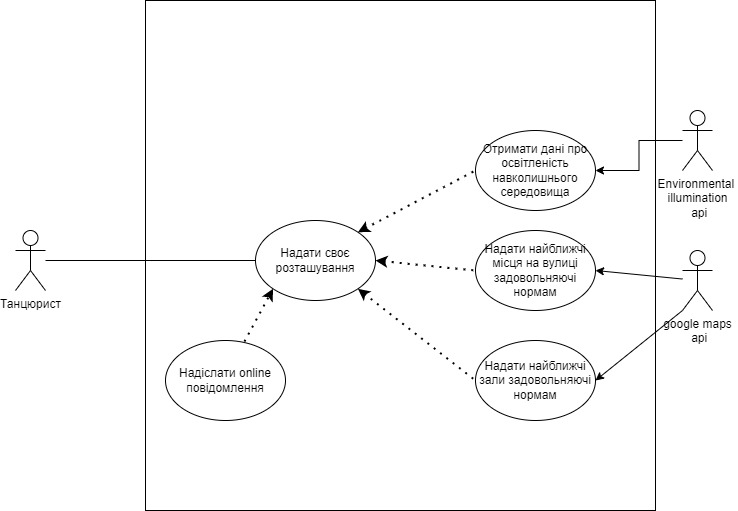 Отримати дані про
освітленість
навколишнього
середовища
Environmental
illumination
api
Надати своє
розташування
Надати найближчі
місця на вулиці
задовольняючі
нормам
Танцюрист
google maps
api
Надіслати online
повідомлення
Надати найближчі
зали задовольняючі
нормам